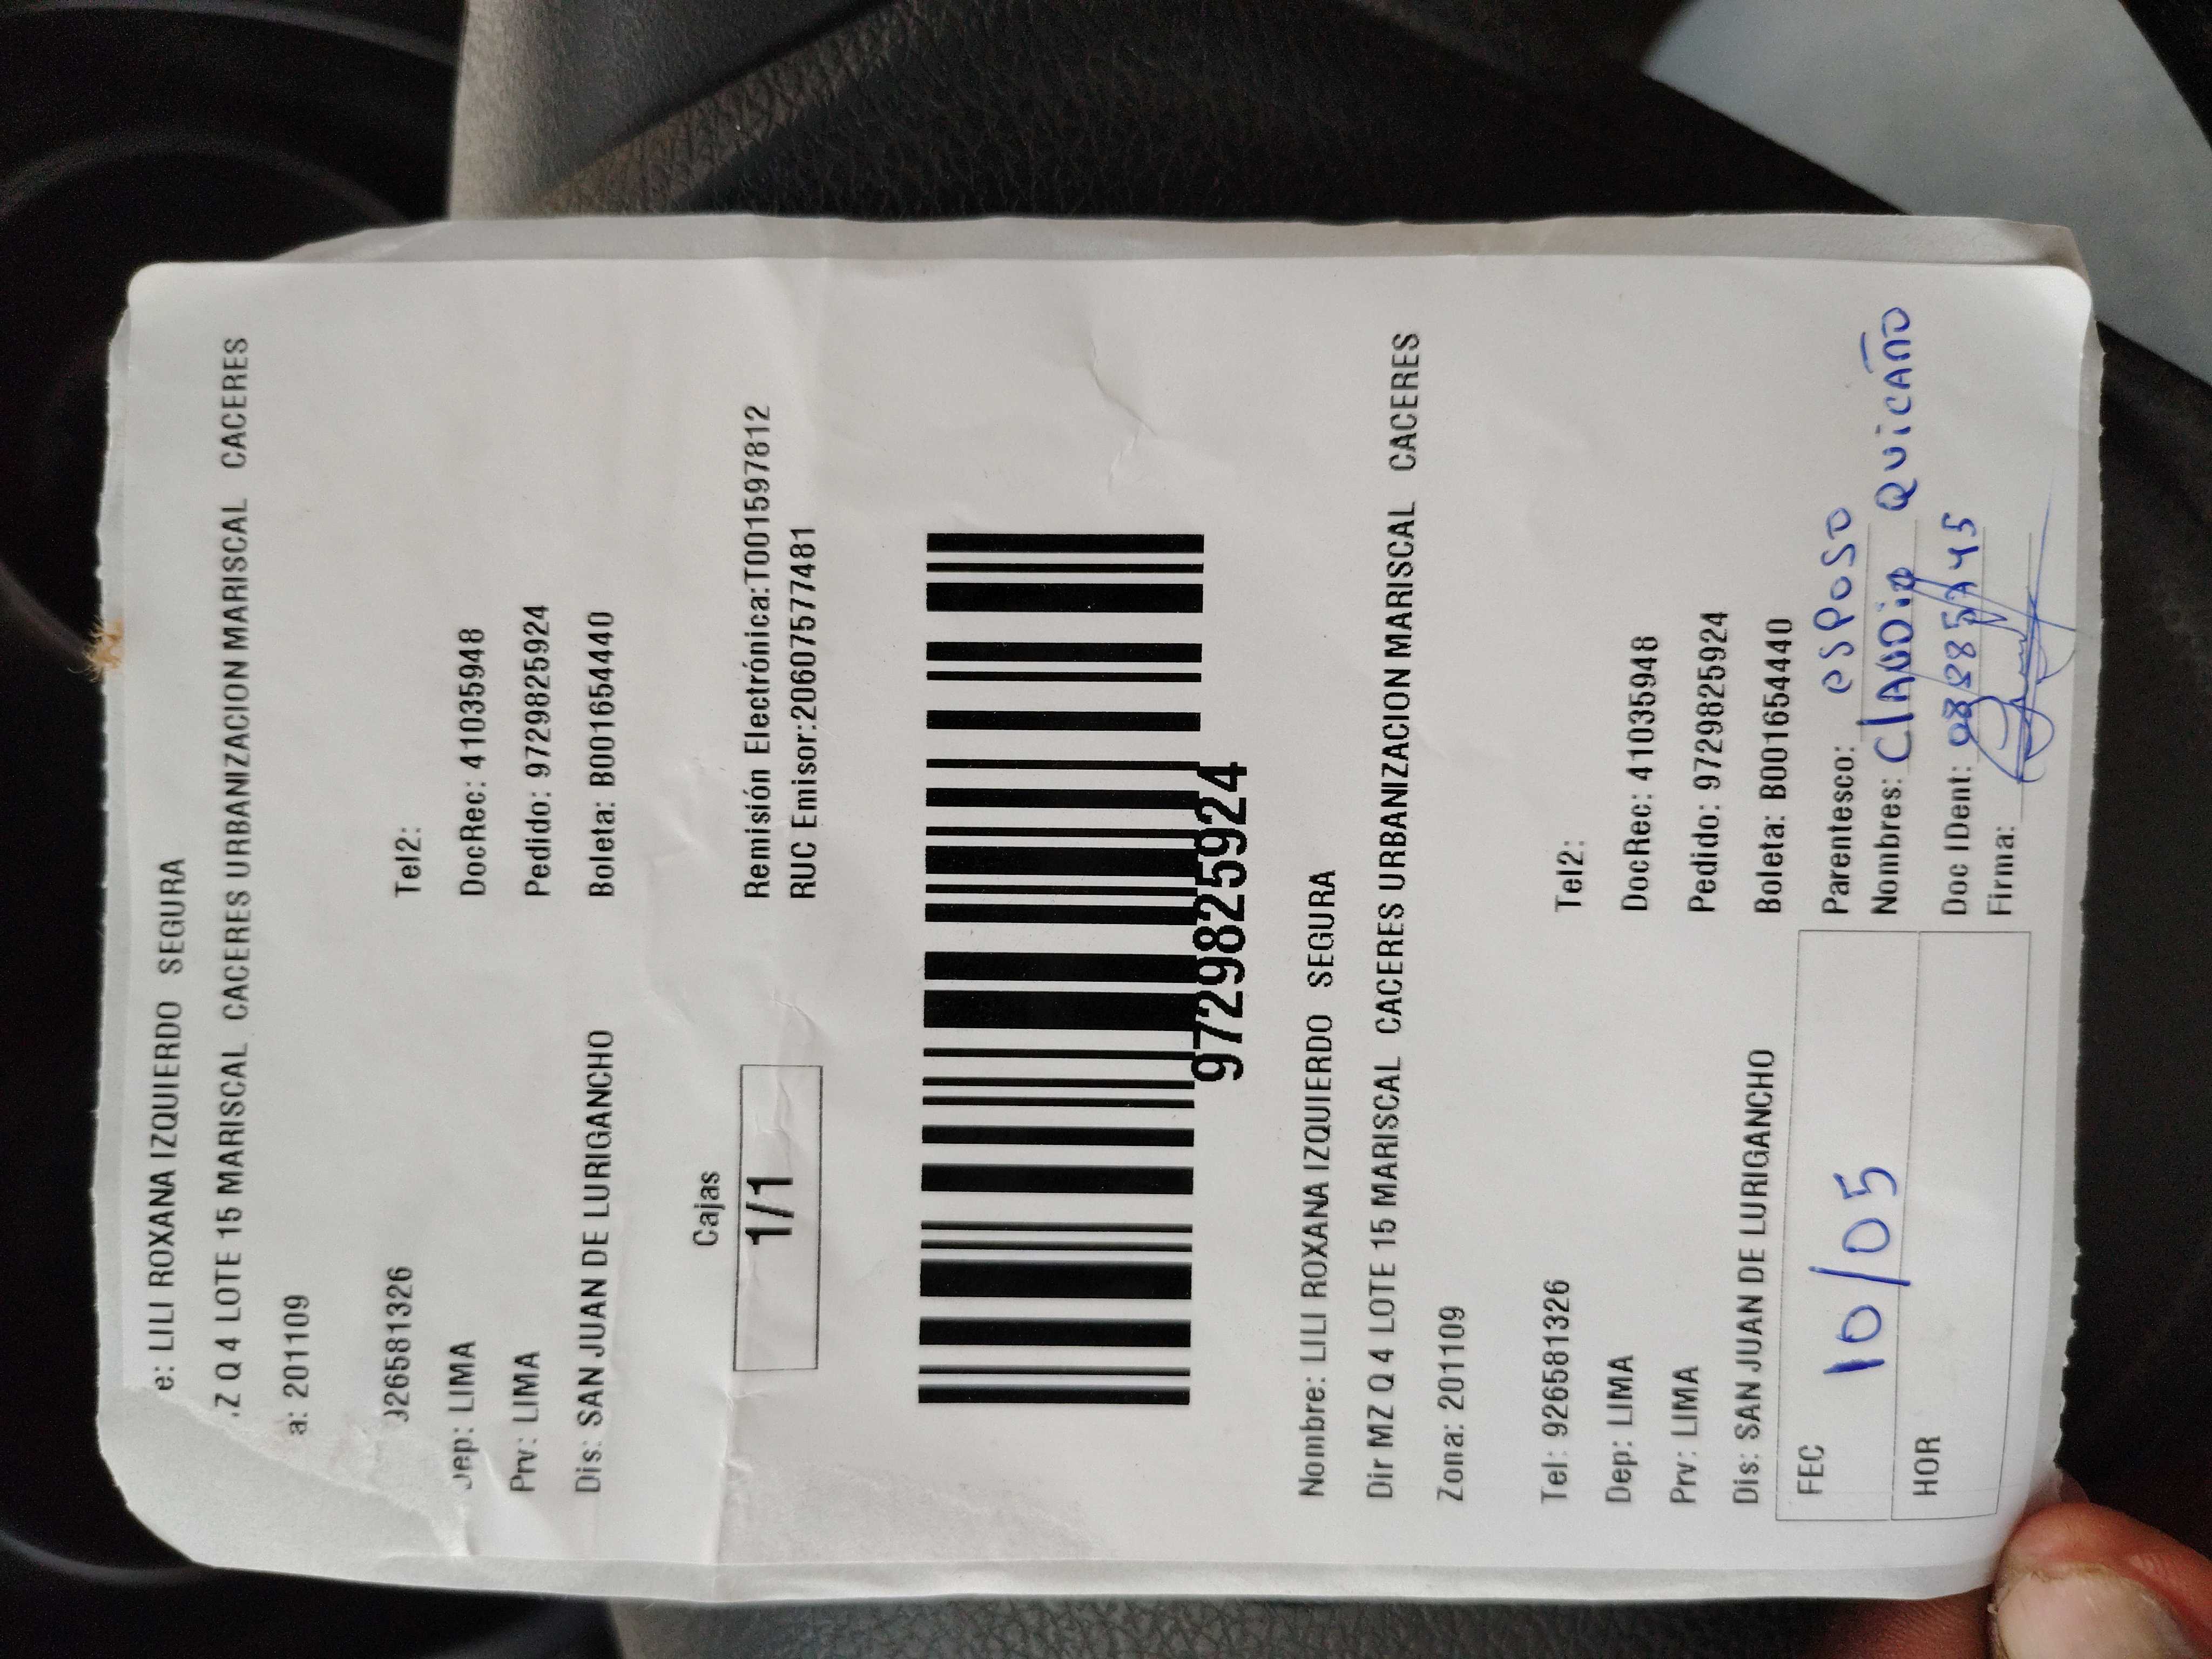 e: LILI ROXANA IZQUIERDO SEGURA
Z Q 4 LOTE 15 MARISCAL CACERES URBANIZACION MARISCAL CACERES
a: 201109
926581326 Tel2:
Dep: LIMA DocRec: 41035948
Prv: LIMA Pedido: 9729825924
Dis: SAN JUAN DE LURIGANCHO Boleta: B001654440
Cajas
1/1
Remisión Electrónica:T001597812
RUC Emisor:20607577481
9729825924
Nombre: LILI ROXANA IZQUIERDO SEGURA
Dir MZ Q 4 LOTE 15 MARISCAL CACERES URBANIZACION MARISCAL CACERES
Zona: 201109
Tel: 926581326 Tel2:
Dep: LIMA DocRec: 41035948
Prv: LIMA Pedido: 9729825924
Dis: SAN JUAN DE LURIGANCHO Boleta: B001654440
FEC 10/05
HOR
Parentesco: esposo
Nombres: ClAUDio QUiCAÑO
Doc IDent:
Firma: